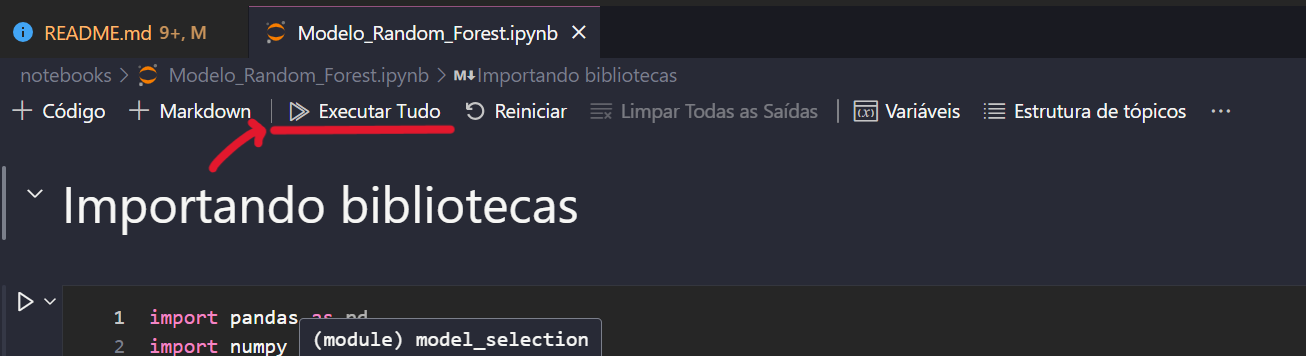 README.md 9+, M Modelo_Random_Forest.ipynb
notebooks > Modelo_Random_Forest.ipynb > M↓Importando bibliotecas
+ Código + Markdown Executar Tudo Reiniciar Limpar Todas as Saídas (x) Variáveis Estrutura de tópicos ...
Importando bibliotecas
1 import pandas as pd
2 import numpy
(module) model_selection